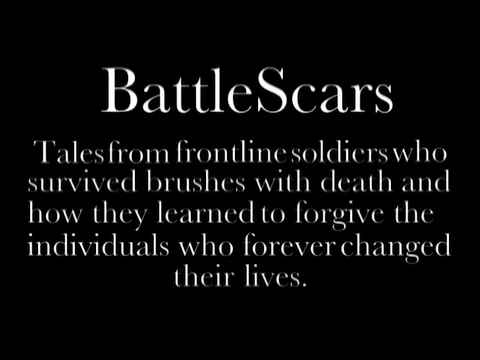 BattleScars
Tales from frontline soldiers who
survived brushes with death and
how they learned to forgive the
individuals who forever changed
their lives.